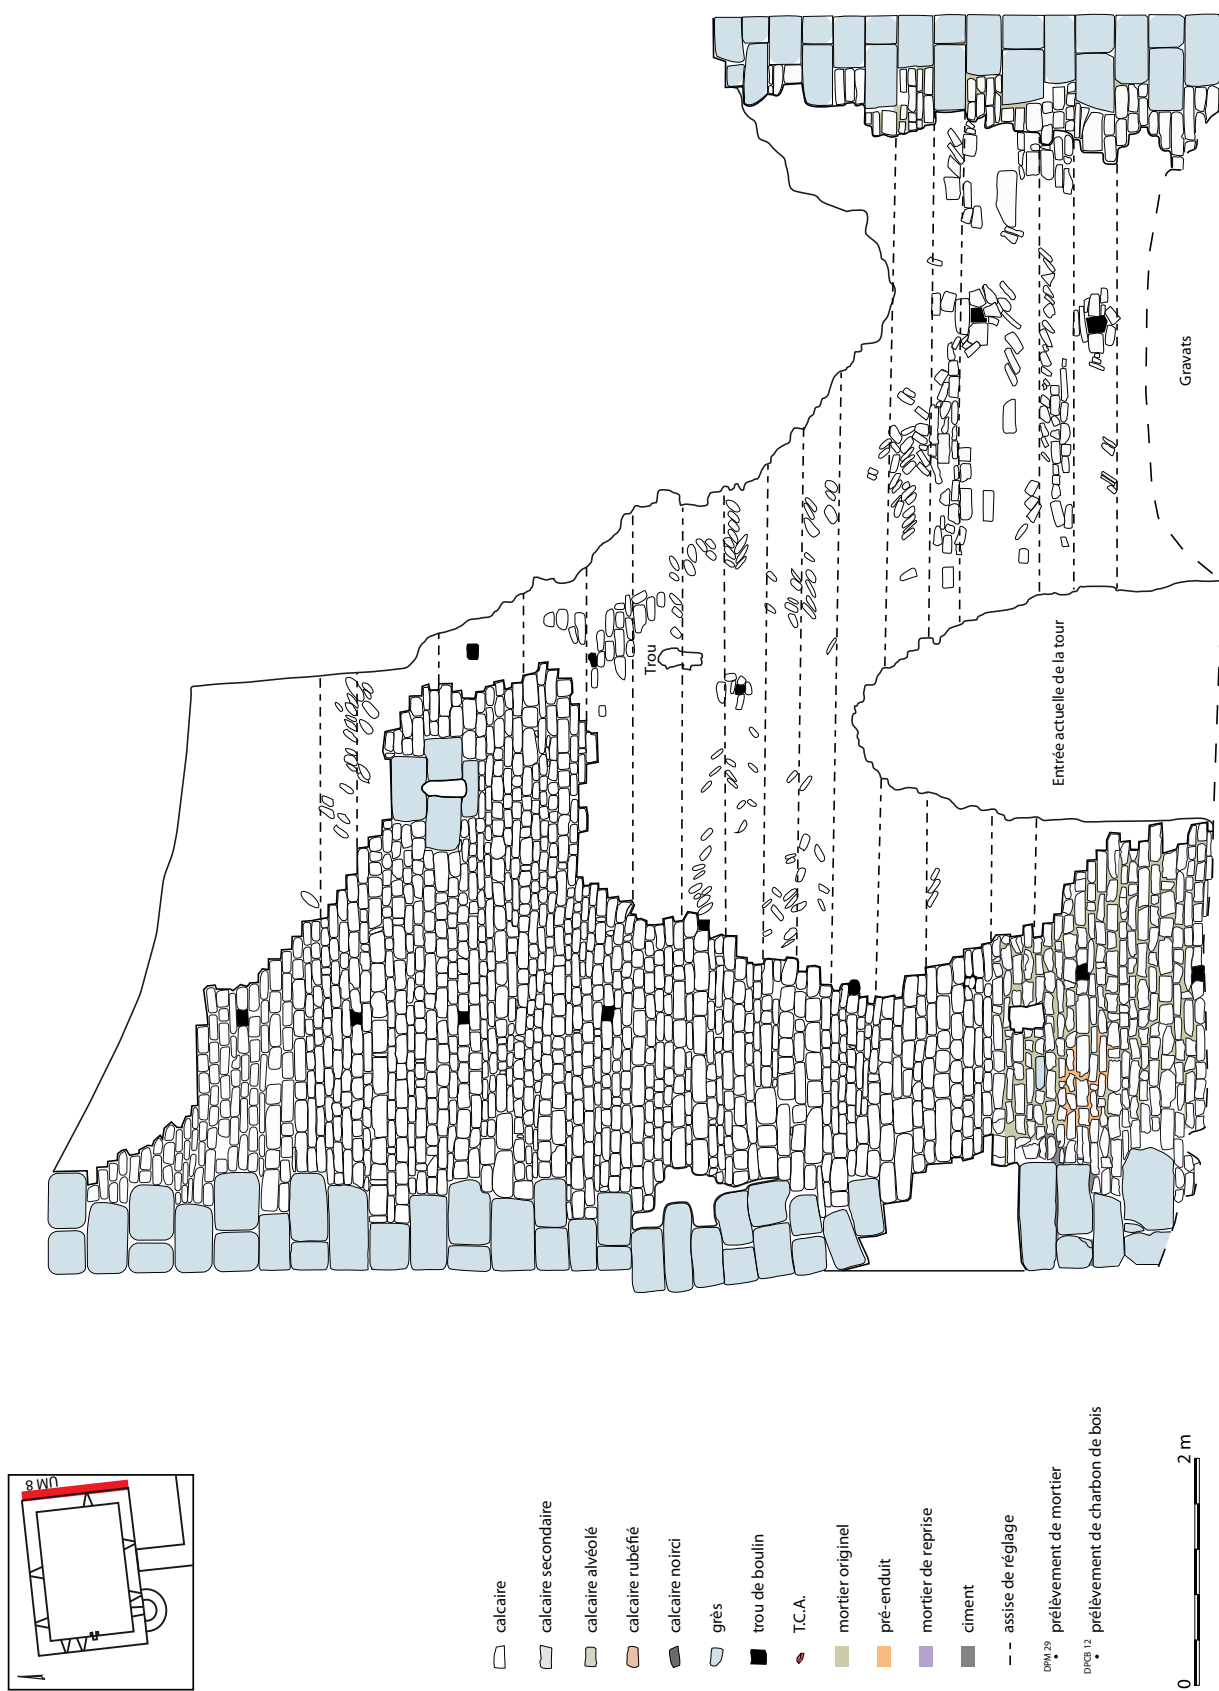 UM 8
Trou
Entrée actuelle de la tour
Gravats
calcaire
calcaire secondaire
calcaire alvéolé
calcaire rubéfié
calcaire noirci
grès
trou de boulin
T.C.A.
mortier originel
pré-enduit
mortier de reprise
ciment
assise de réglage
DPM 29 prélèvement de mortier
DPCB 12 prélèvement de charbon de bois
0 2 m